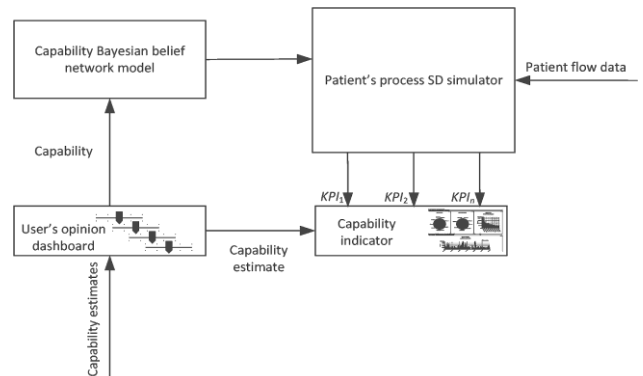 Capability Bayesian belief
network model
Patient's process SD simulator
Patient flow data
Capability
KPI1
KPI2
KPIn
User's opinion
dashboard
Capability
indicator
Capability
estimate
Capability estimates